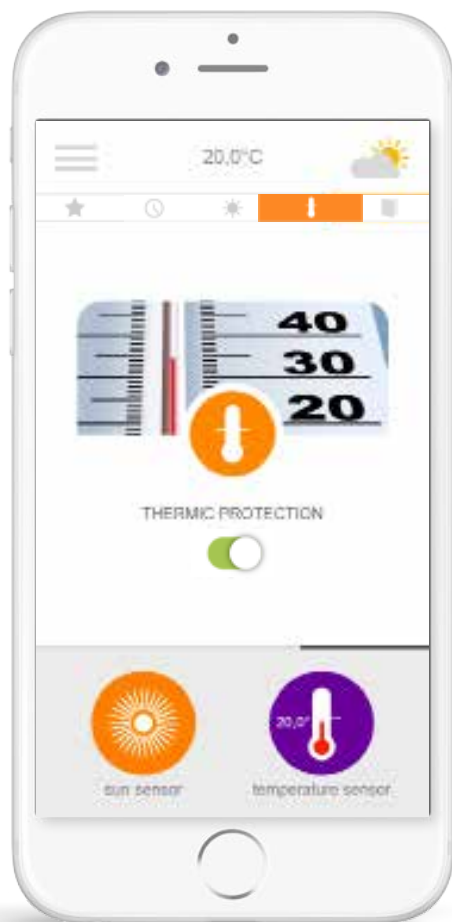 20,0°C
40
30
20
THERMIC PROTECTION
20,0°
sun sensor
temperature sensor